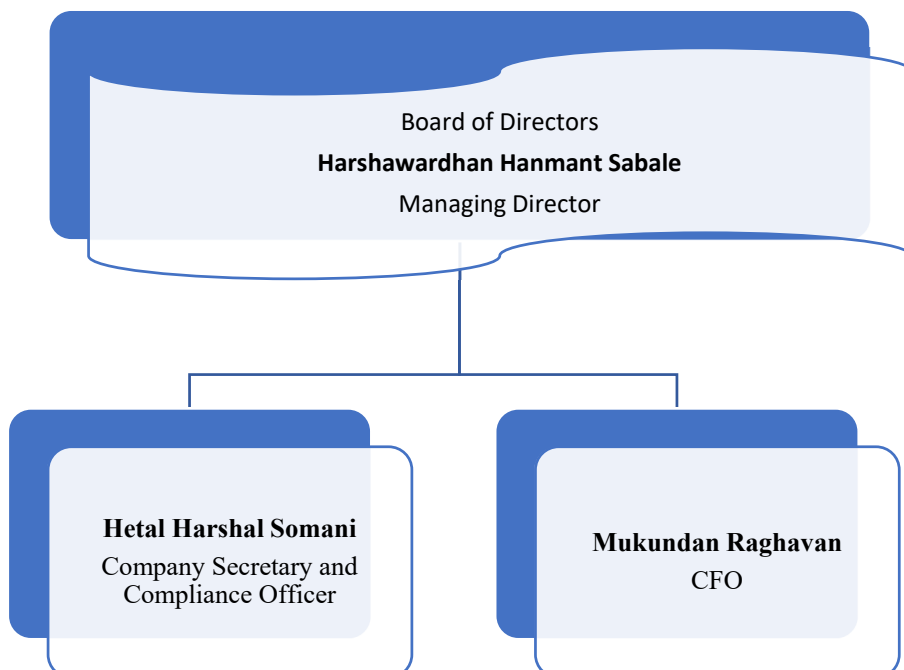 Board of Directors
Harshawardhan Hanmant Sabale
Managing Director
Hetal Harshal Somani
Company Secretary and
Compliance Officer
Mukundan Raghavan
CFO